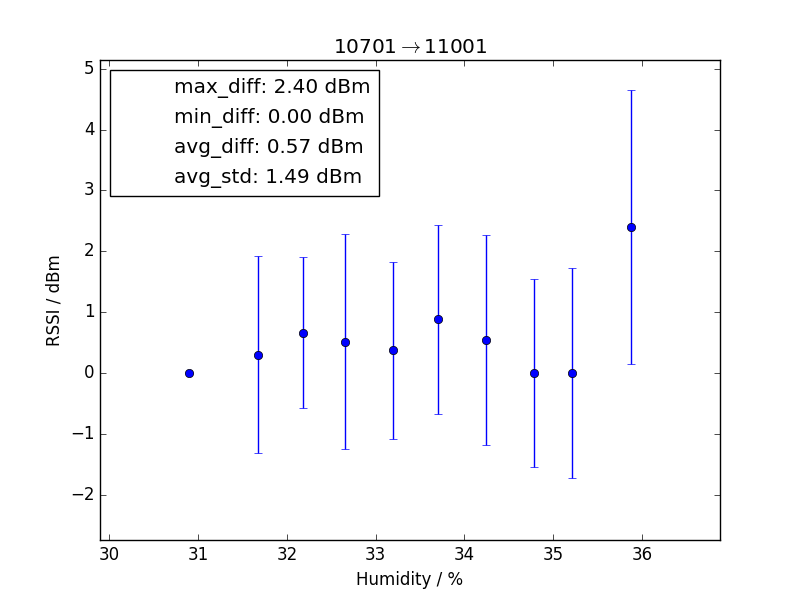 10701→11001
max_diff: 2.40 dBm
min_diff: 0.00 dBm
avg_diff: 0.57 dBm
avg_std: 1.49 dBm
5
4
3
2
1
0
−1
−2
RSSI / dBm
30 31 32 33 34 35 36
Humidity / %